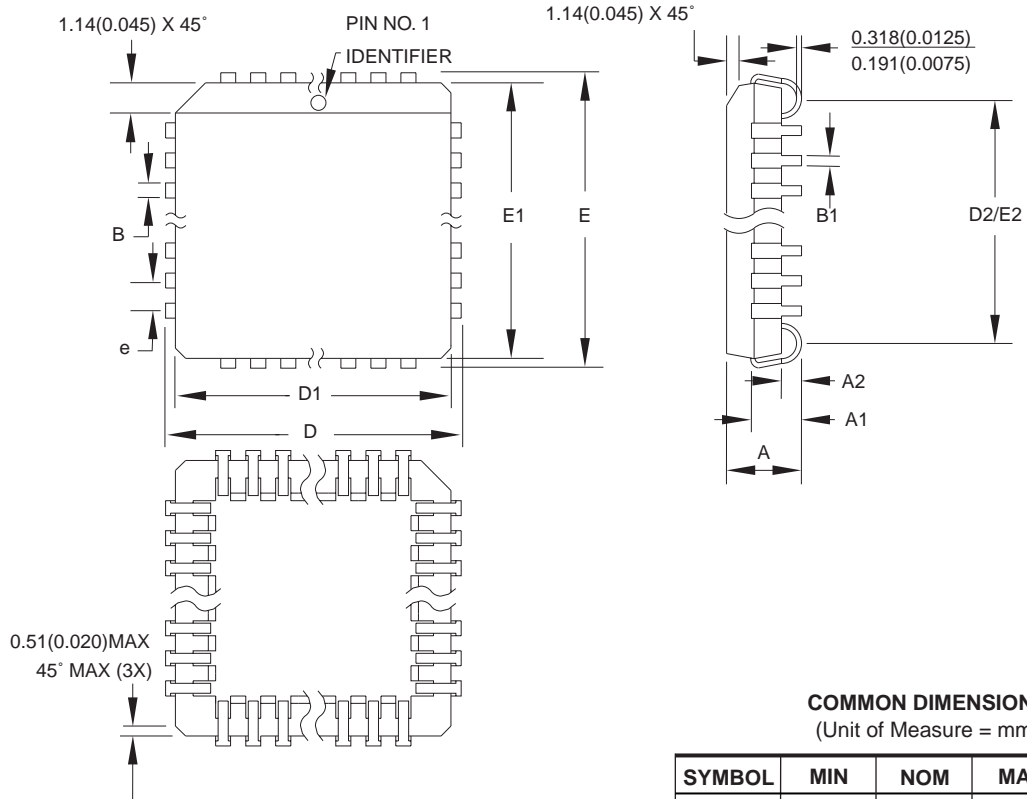 1.14(0.045) X 45˚
PIN NO. 1
IDENTIFIER
1.14(0.045) X 45˚
0.318(0.0125)
0.191(0.0075)
B
e
E1
E
B1
D2/E2
D1
D
A2
A1
A
0.51(0.020)MAX
45˚ MAX (3X)
COMMON DIMENSION
(Unit of Measure = mm
SYMBOL MIN NOM MA